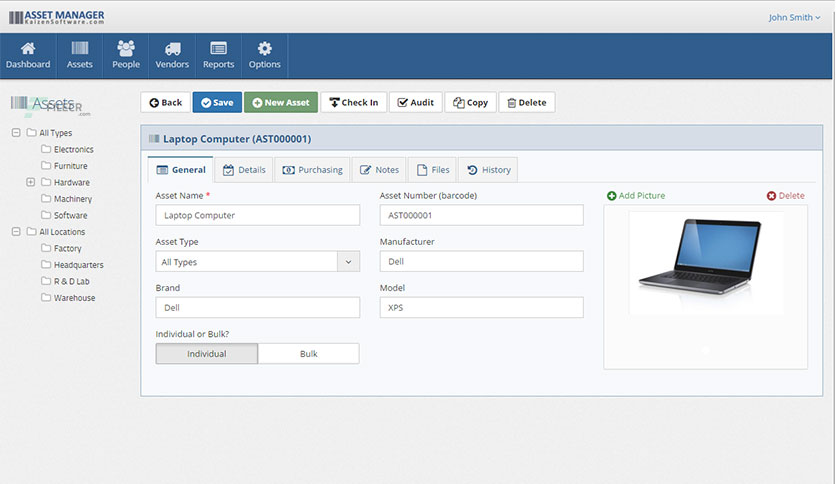 ASSET MANAGER
KaizenSoftware.com
John Smith
Dashboard
Assets
People
Vendors
Reports
Options
Assets
FILECR
.com
Back
Save
New Asset
Check In
Audit
Copy
Delete
All Types
Electronics
Furniture
Hardware
Machinery
Software
All Locations
Factory
Headquarters
R & D Lab
Warehouse
Laptop Computer (AST000001)
General
Details
Purchasing
Notes
Files
History
Asset Name *
Asset Number (barcode)
Laptop Computer
AST000001
Asset Type
Manufacturer
All Types
Dell
Brand
Model
Dell
XPS
Individual or Bulk?
Individual
Bulk
Add Picture
Delete